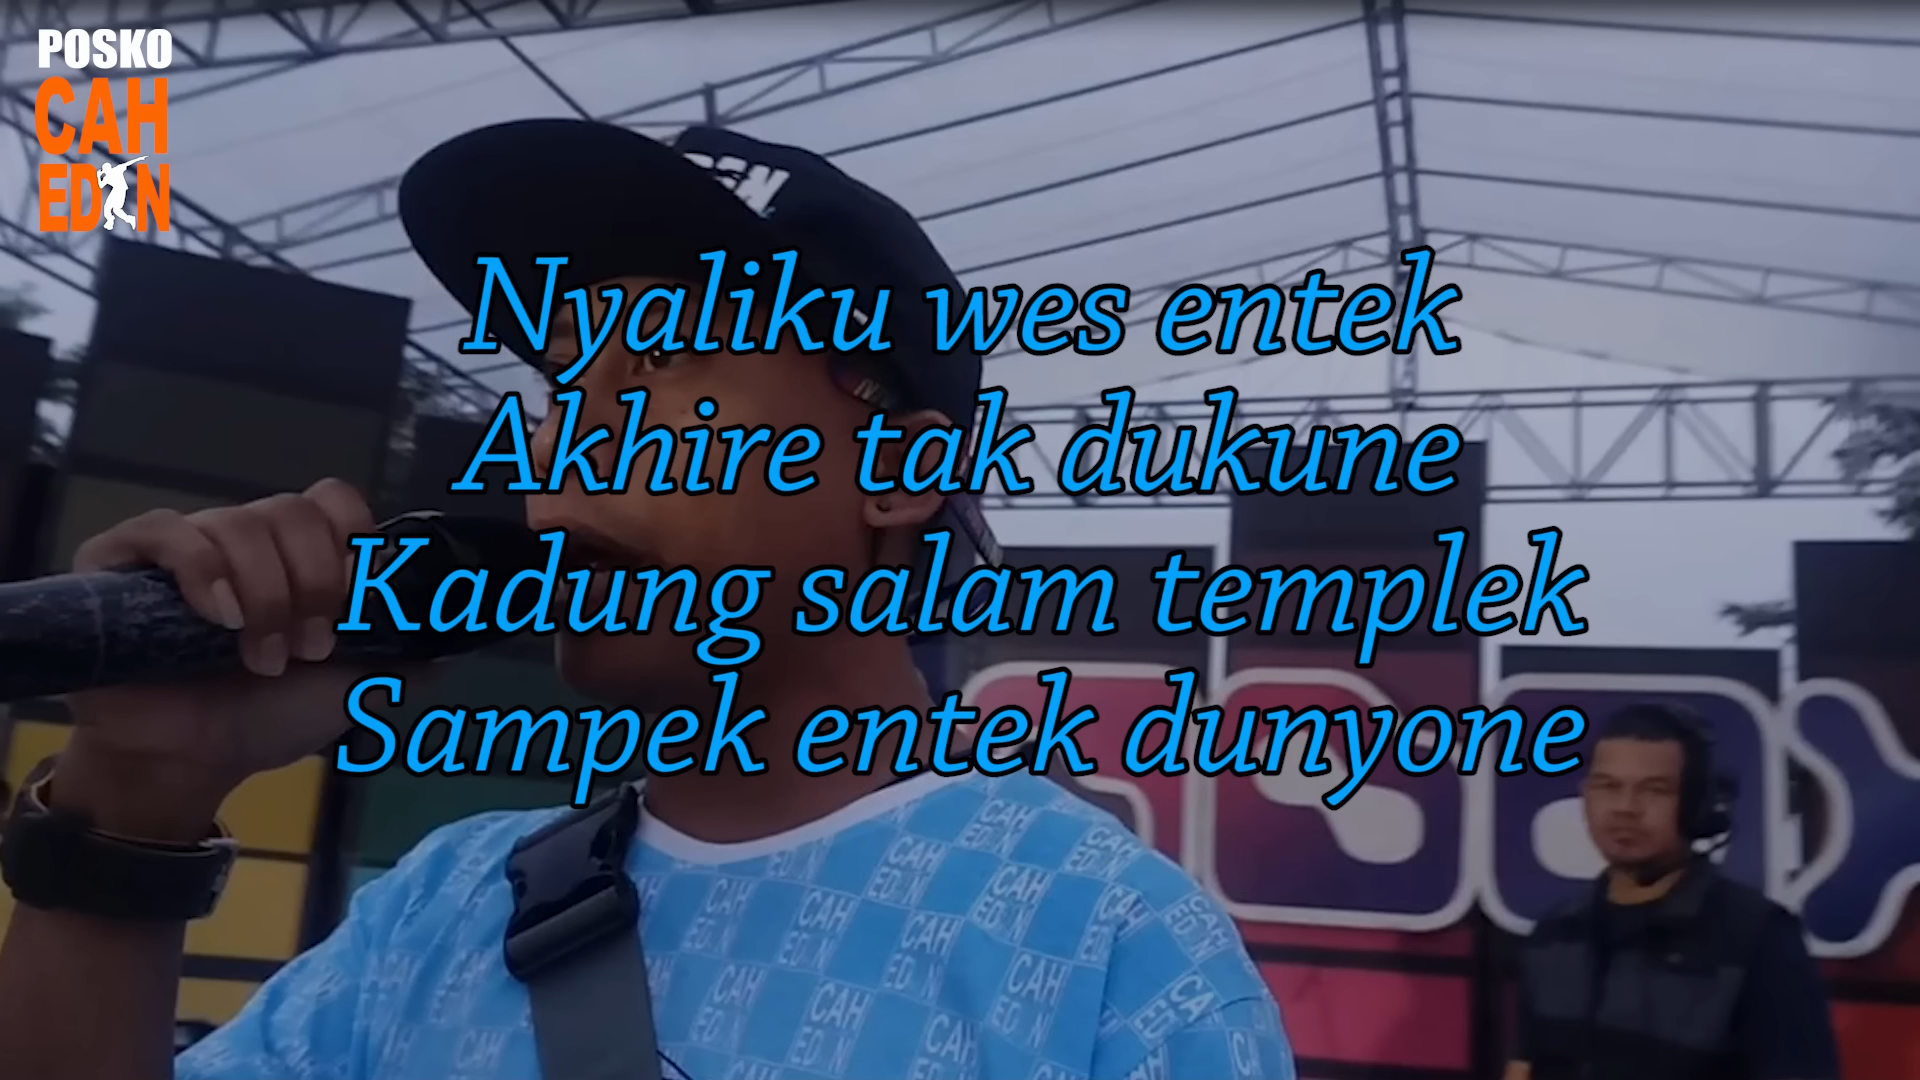 POSKO
CAH
EDAN
Nyaliku wes entek
Akhire tak dukune
Kadung salam templek
Sampek entek dunyone